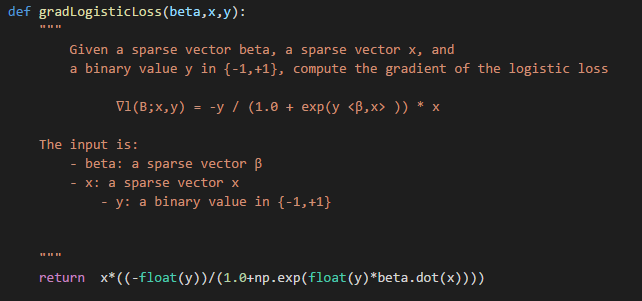 def gradLogisticLoss(beta,x,y):
    """
        Given a sparse vector beta, a sparse vector x, and
        a binary value y in {-1,+1}, compute the gradient of the logistic loss
              ∇l(B;x,y) = -y / (1.0 + exp(y <β,x> )) * x
    The input is:
        - beta: a sparse vector β
        - x: a sparse vector x
            - y: a binary value in {-1,+1}
    """
    return  x*((-float(y))/(1.0+np.exp(float(y)*beta.dot(x))))